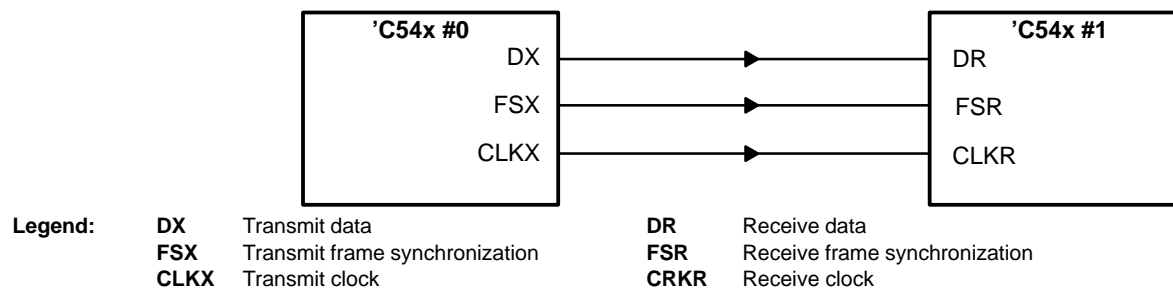 ’C54x #0 ’C54x #1
DX DR
FSX FSR
CLKX CLKR
Legend: DX Transmit data DR Receive data
FSX Transmit frame synchronization FSR Receive frame synchronization
CLKX Transmit clock CRKR Receive clock